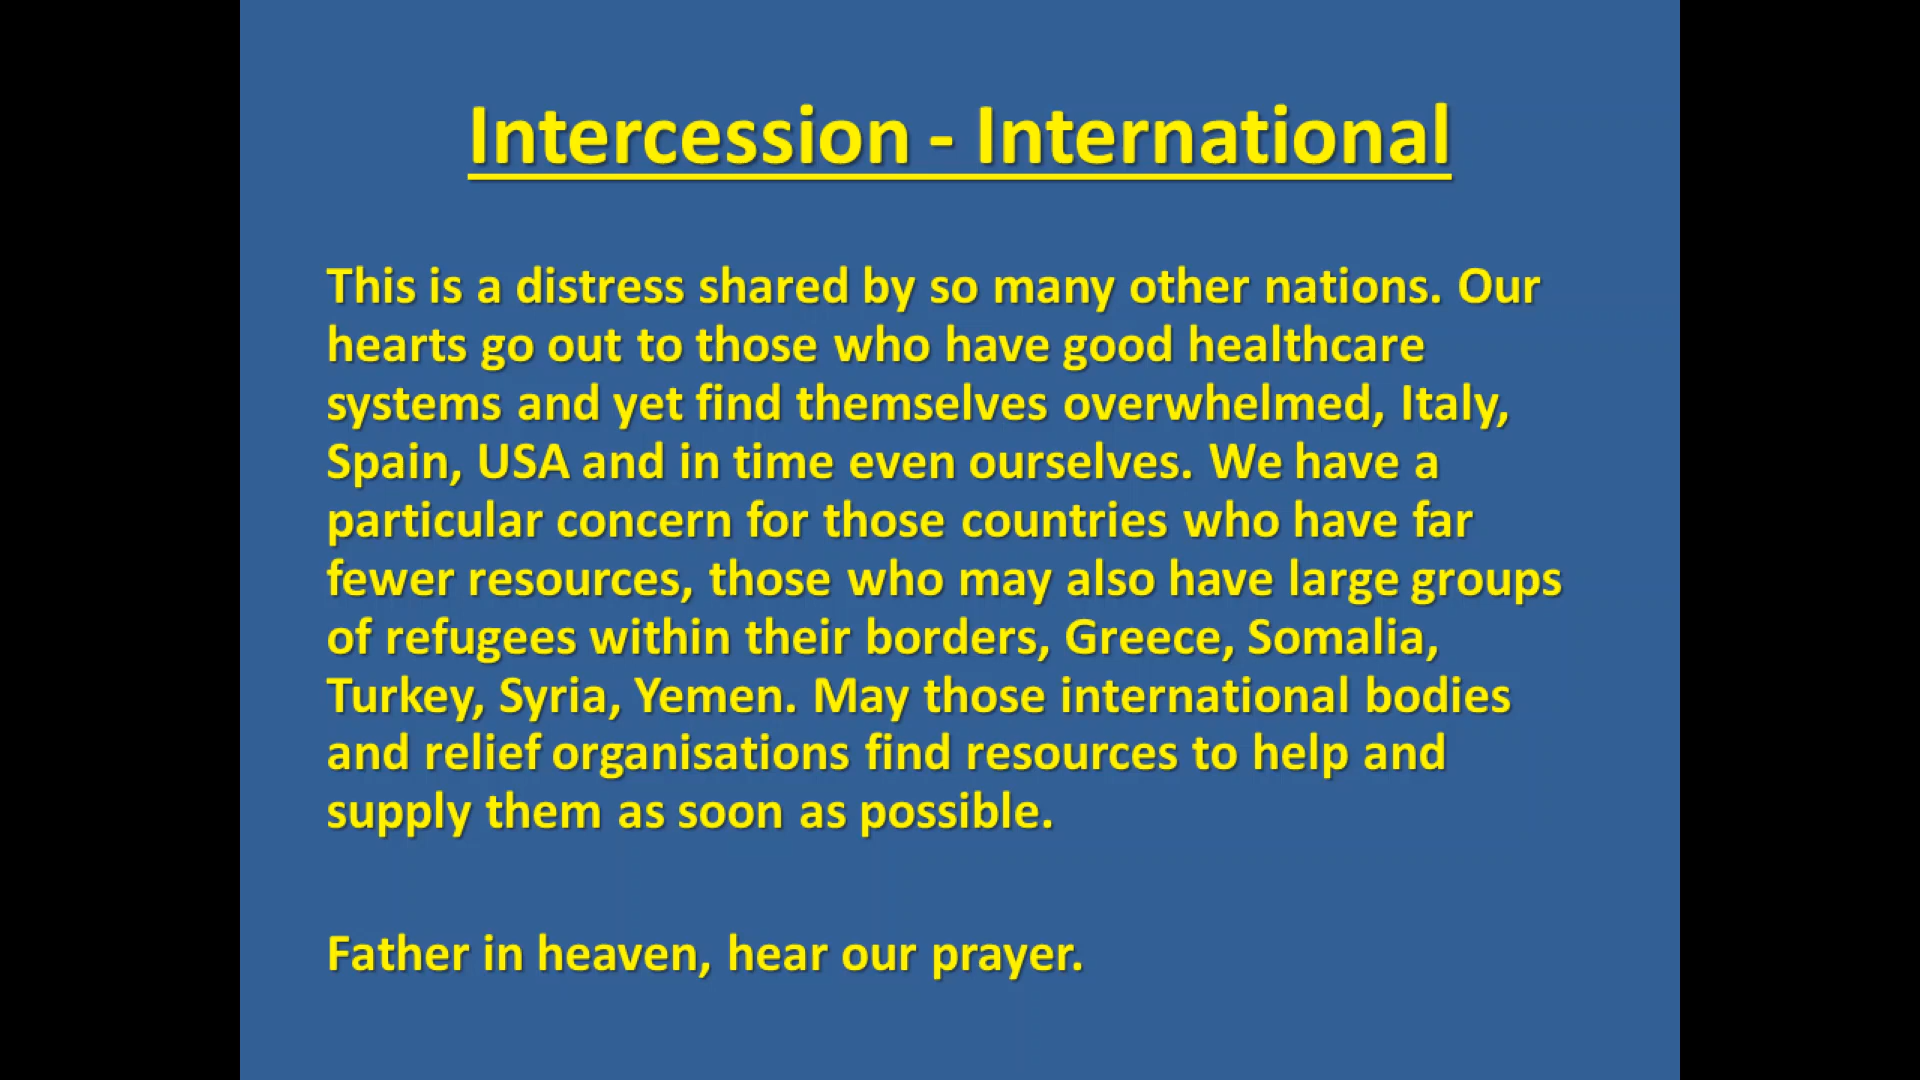 Intercession - International
This is a distress shared by so many other nations. Our
hearts go out to those who have good healthcare
systems and yet find themselves overwhelmed, Italy,
Spain, USA and in time even ourselves. We have a
particular concern for those countries who have far
fewer resources, those who may also have large groups
of refugees within their borders, Greece, Somalia,
Turkey, Syria, Yemen. May those international bodies
and relief organisations find resources to help and
supply them as soon as possible.
Father in heaven, hear our prayer.